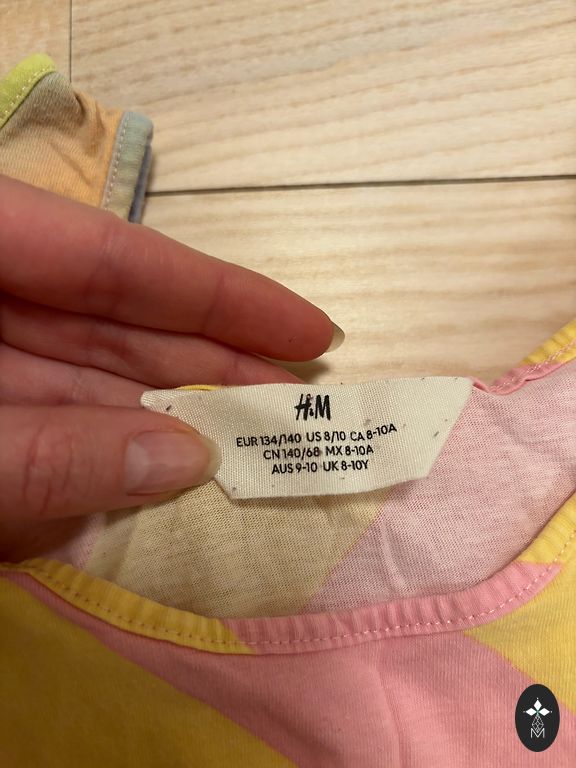 H&M
EUR 134/140 US 8/10 CA 8-10A
CN 140/68 MX 8-10A
AUS 9-10 UK 8-10Y
M